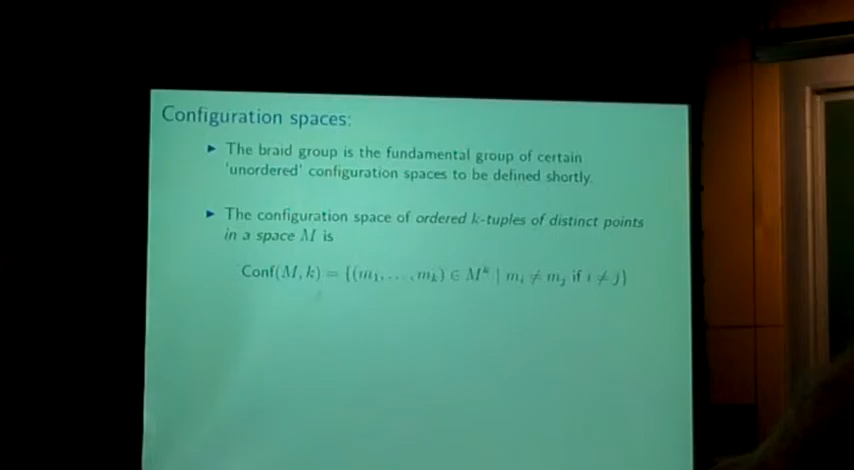 Configuration spaces:
▶ The braid group is the fundamental group of certain
'unordered' configuration spaces to be defined shortly.
▶ The configuration space of ordered k-tuples of distinct points
in a space M is
Conf(M, k) = {(m₁, . . . , mₖ) ∈ Mᵏ | mᵢ ≠ mⱼ if i ≠ j}